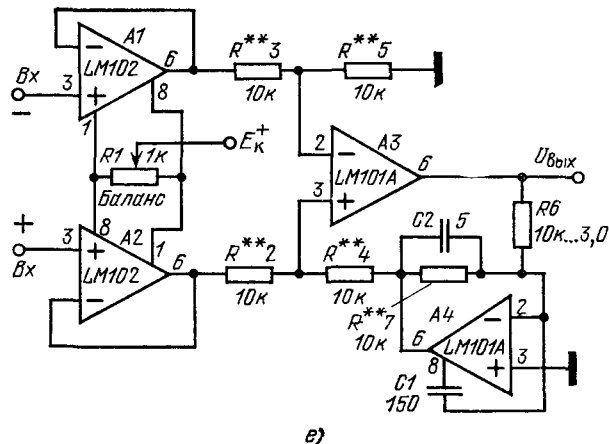 A1
LM102
6
8
1
3
Вх
−
−
+
R**3
10к
R**5
10к
R1
1к
Баланс
Eк+
2
3
−
+
A3
LM101A
6
Uвых
R6
10к...3,0
+
Вх
3
8
A2
1
+
−
LM102
6
R**2
10к
R**4
10к
C2
5
R**7
10к
A4
LM101A
−
+
2
3
6
8
C1
150
е)